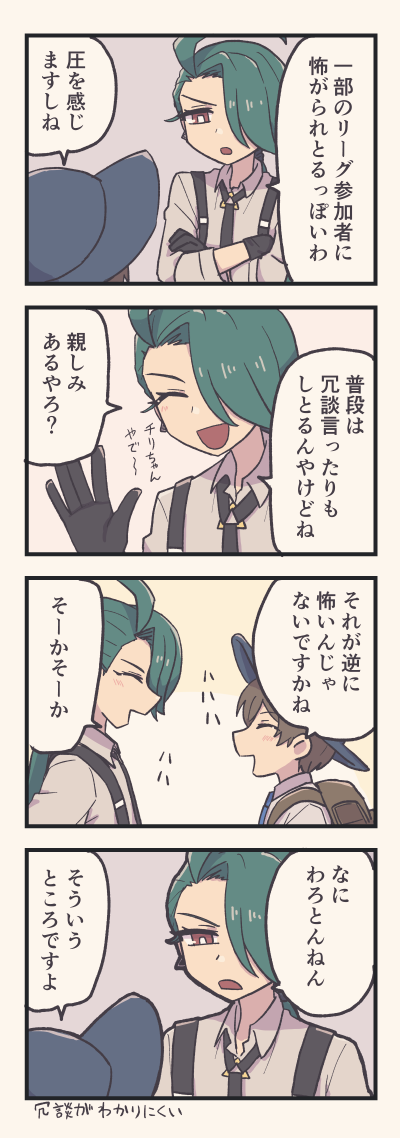 一部のリーグ参加者に
怖がられとるっぽいわ
圧を感じ
ますしね
普段は
冗談言ったりも
しとるんやけどね
チリちゃん
やで〜〜
親しみ
あるやろ？
それが逆に
怖いんじゃ
ないですかね
そーかそーか
なに
わろとんねん
そういう
ところですよ
冗談がわかりにくい